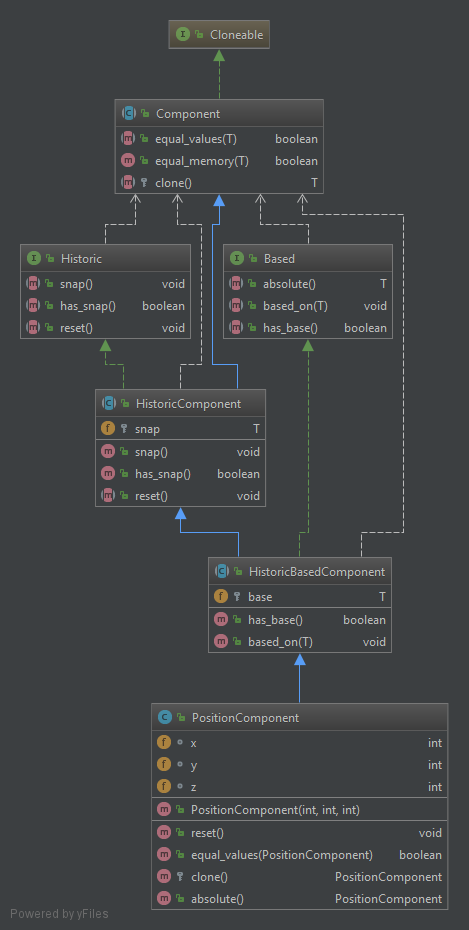 I Cloneable
C Component
m equal_values(T) boolean
m equal_memory(T) boolean
m clone() T
I Historic
m snap() void
m has_snap() boolean
m reset() void
I Based
m absolute() T
m based_on(T) void
m has_base() boolean
C HistoricComponent
f snap T
m snap() void
m has_snap() boolean
m reset() void
C HistoricBasedComponent
f base T
m has_base() boolean
m based_on(T) void
C PositionComponent
f x int
f y int
f z int
m PositionComponent(int, int, int)
m reset() void
m equal_values(PositionComponent) boolean
m clone() PositionComponent
m absolute() PositionComponent
Powered by yFiles